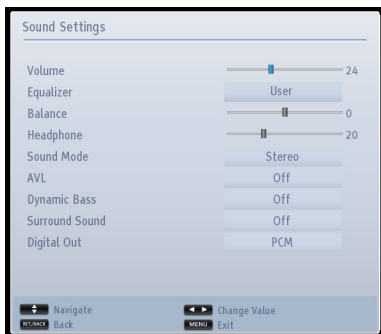 Sound Settings
Volume 24
Equalizer User
Balance 0
Headphone 20
Sound Mode Stereo
AVL Off
Dynamic Bass Off
Surround Sound Off
Digital Out PCM
Navigate Change Value
RET/BACK Back MENU Exit